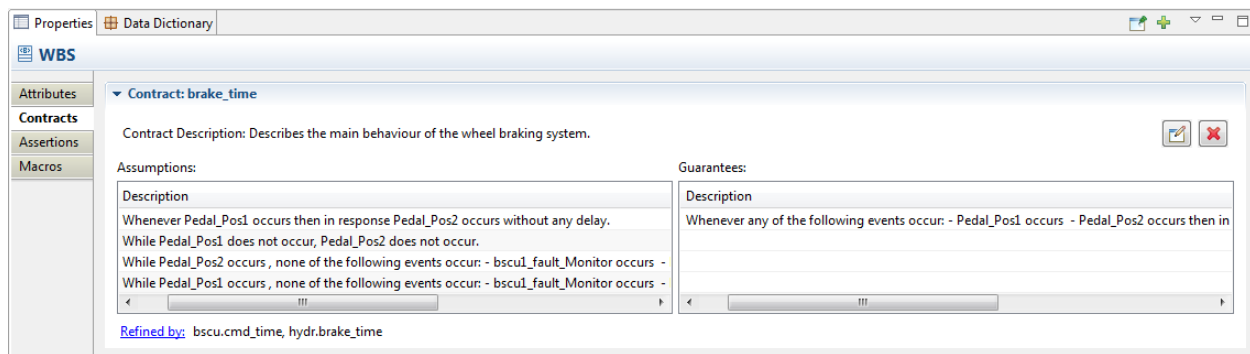 Properties Data Dictionary
WBS
Attributes
Contracts
Assertions
Macros
Contract: brake_time
Contract Description: Describes the main behaviour of the wheel braking system.
Assumptions:
Description
Whenever Pedal_Pos1 occurs then in response Pedal_Pos2 occurs without any delay.
While Pedal_Pos1 does not occur, Pedal_Pos2 does not occur.
While Pedal_Pos2 occurs , none of the following events occur: - bscu1_fault_Monitor occurs -
While Pedal_Pos1 occurs , none of the following events occur: - bscu1_fault_Monitor occurs -
Guarantees:
Description
Whenever any of the following events occur: - Pedal_Pos1 occurs - Pedal_Pos2 occurs then in
Refined by: bscu.cmd_time, hydr.brake_time